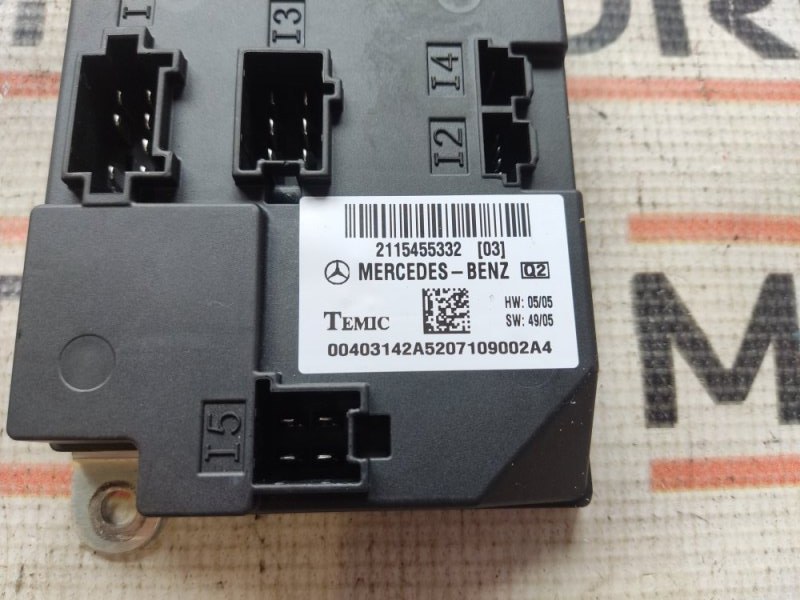 I3
I4
I2
2115455332 [03]
MERCEDES-BENZ Q2
HW: 05/05
TEMIC
SW: 49/05
00403142A5207109002A4
I5
M